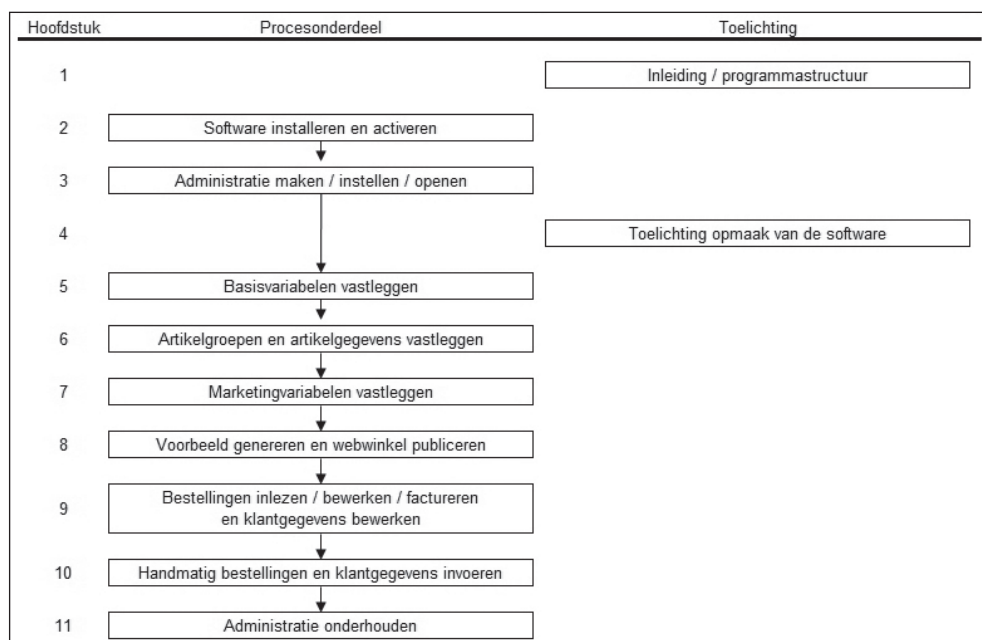 Hoofdstuk Procesonderdeel Toelichting
1 Inleiding / programmastructuur
2 Software installeren en activeren
3 Administratie maken / instellen / openen
4 Toelichting opmaak van de software
5 Basisvariabelen vastleggen
6 Artikelgroepen en artikelgegevens vastleggen
7 Marketingvariabelen vastleggen
8 Voorbeeld genereren en webwinkel publiceren
9 Bestellingen inlezen / bewerken / factureren
en klantgegevens bewerken
10 Handmatig bestellingen en klantgegevens invoeren
11 Administratie onderhouden